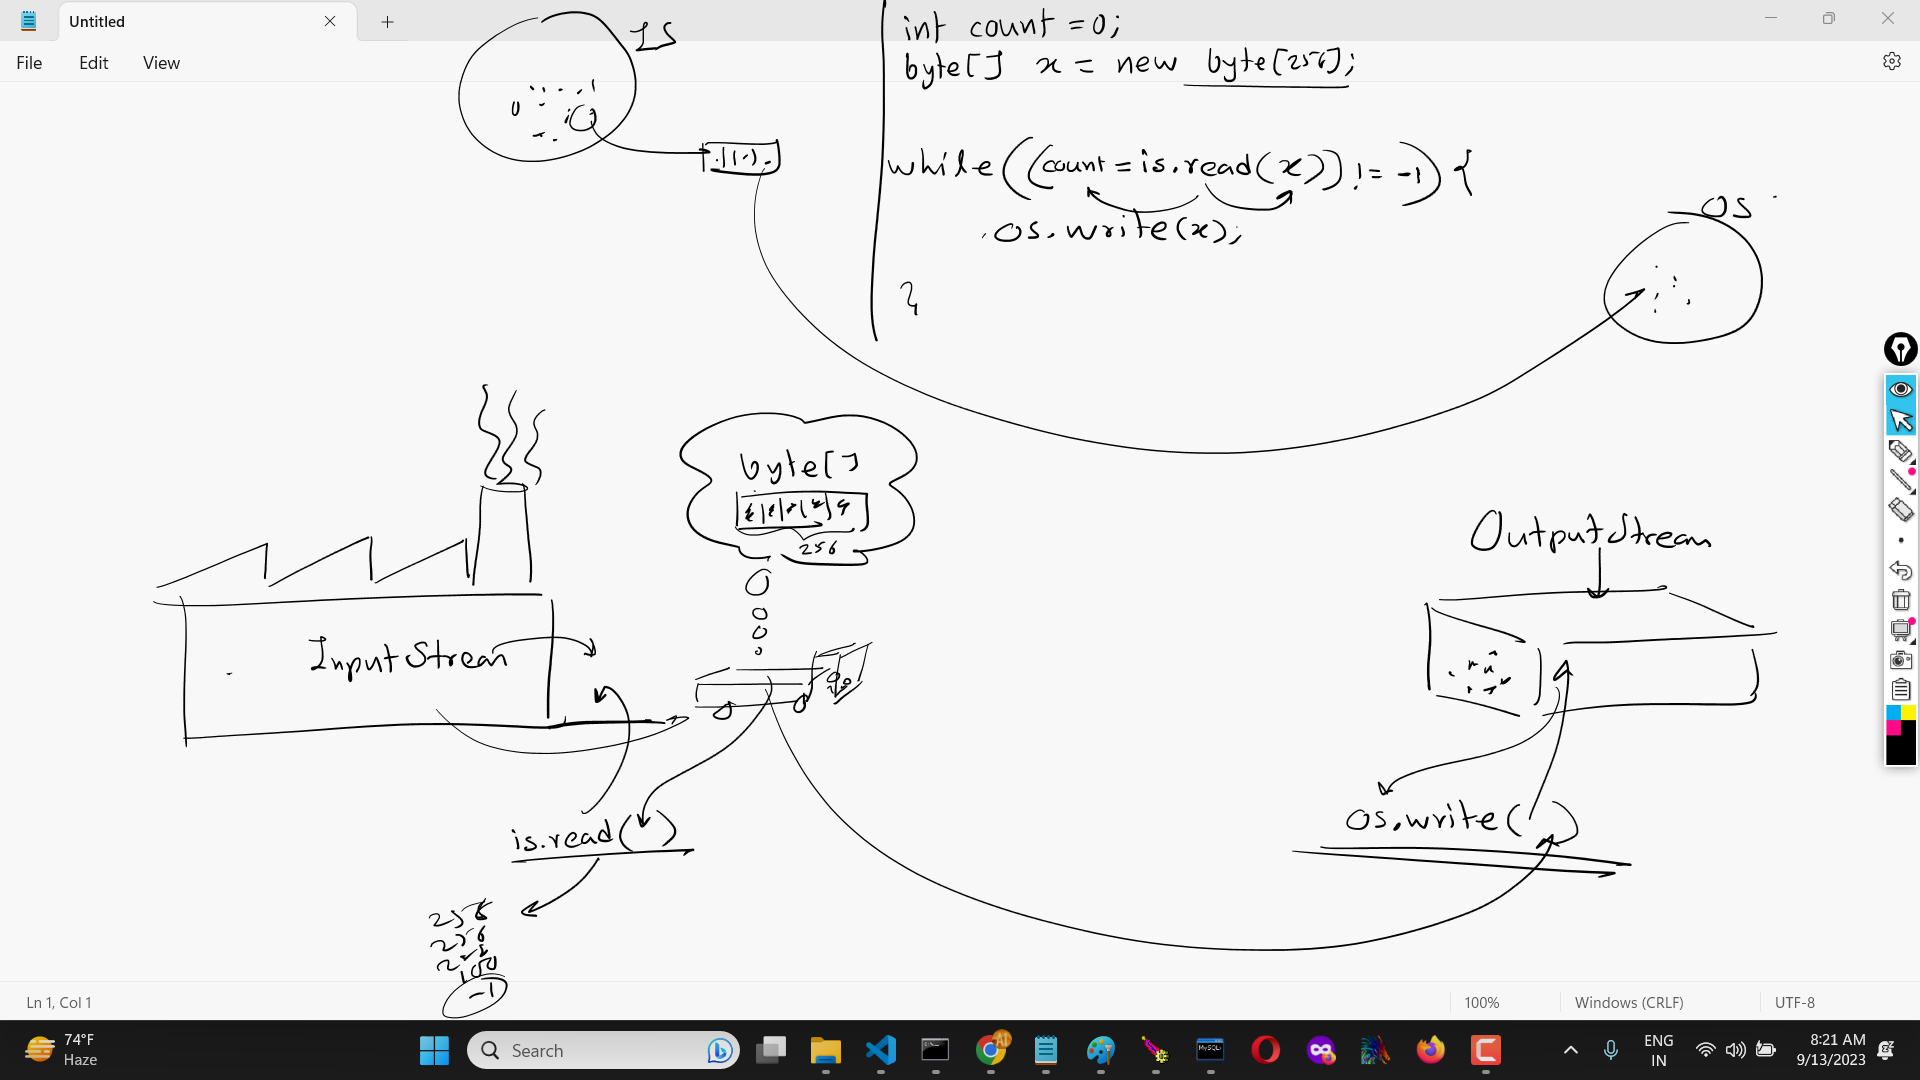 Untitled
File Edit View
IS
int count = 0;
byte[] x = new byte[256];
while((count = is.read(x)) != -1) {
os.write(x);
}
OS
byte[]
256
InputStream
OutputStream
is.read( )
os.write( )
256
256
256
100
-1
Ln 1, Col 1
100%
Windows (CRLF)
UTF-8
74°F
Haze
Search
ENG
IN
8:21 AM
9/13/2023